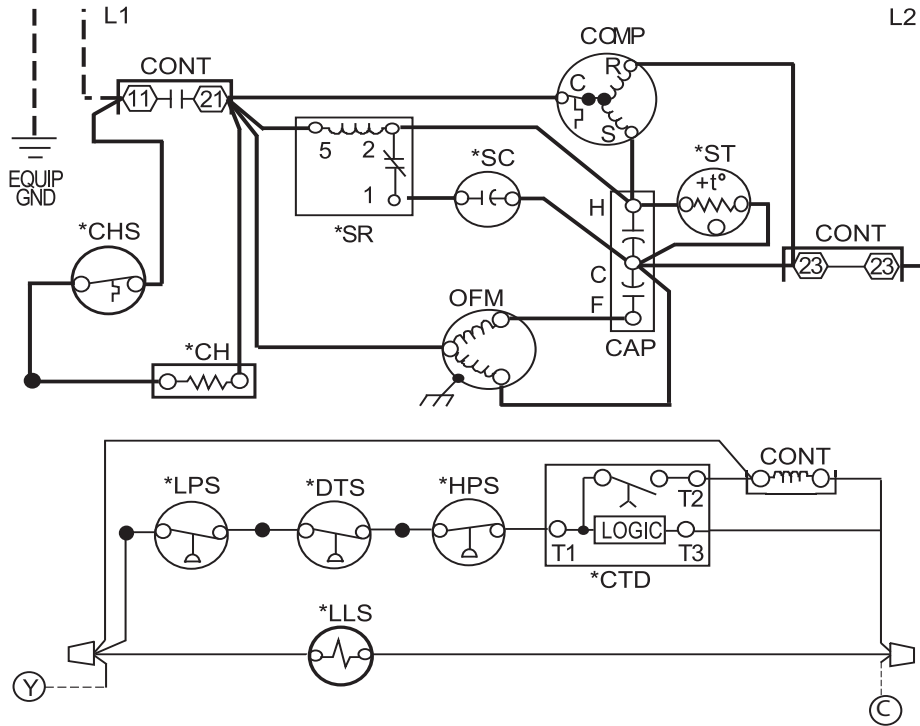 L1
L2
COMP
CONT
R
C
11
21
S
5
2
*SC
*ST
+t°
1
EQUIP
GND
H
*SR
*CHS
CONT
C
23
23
OFM
F
*CH
CAP
CONT
*LPS
*DTS
*HPS
T2
LOGIC
T1
T3
*CTD
*LLS
Y
C